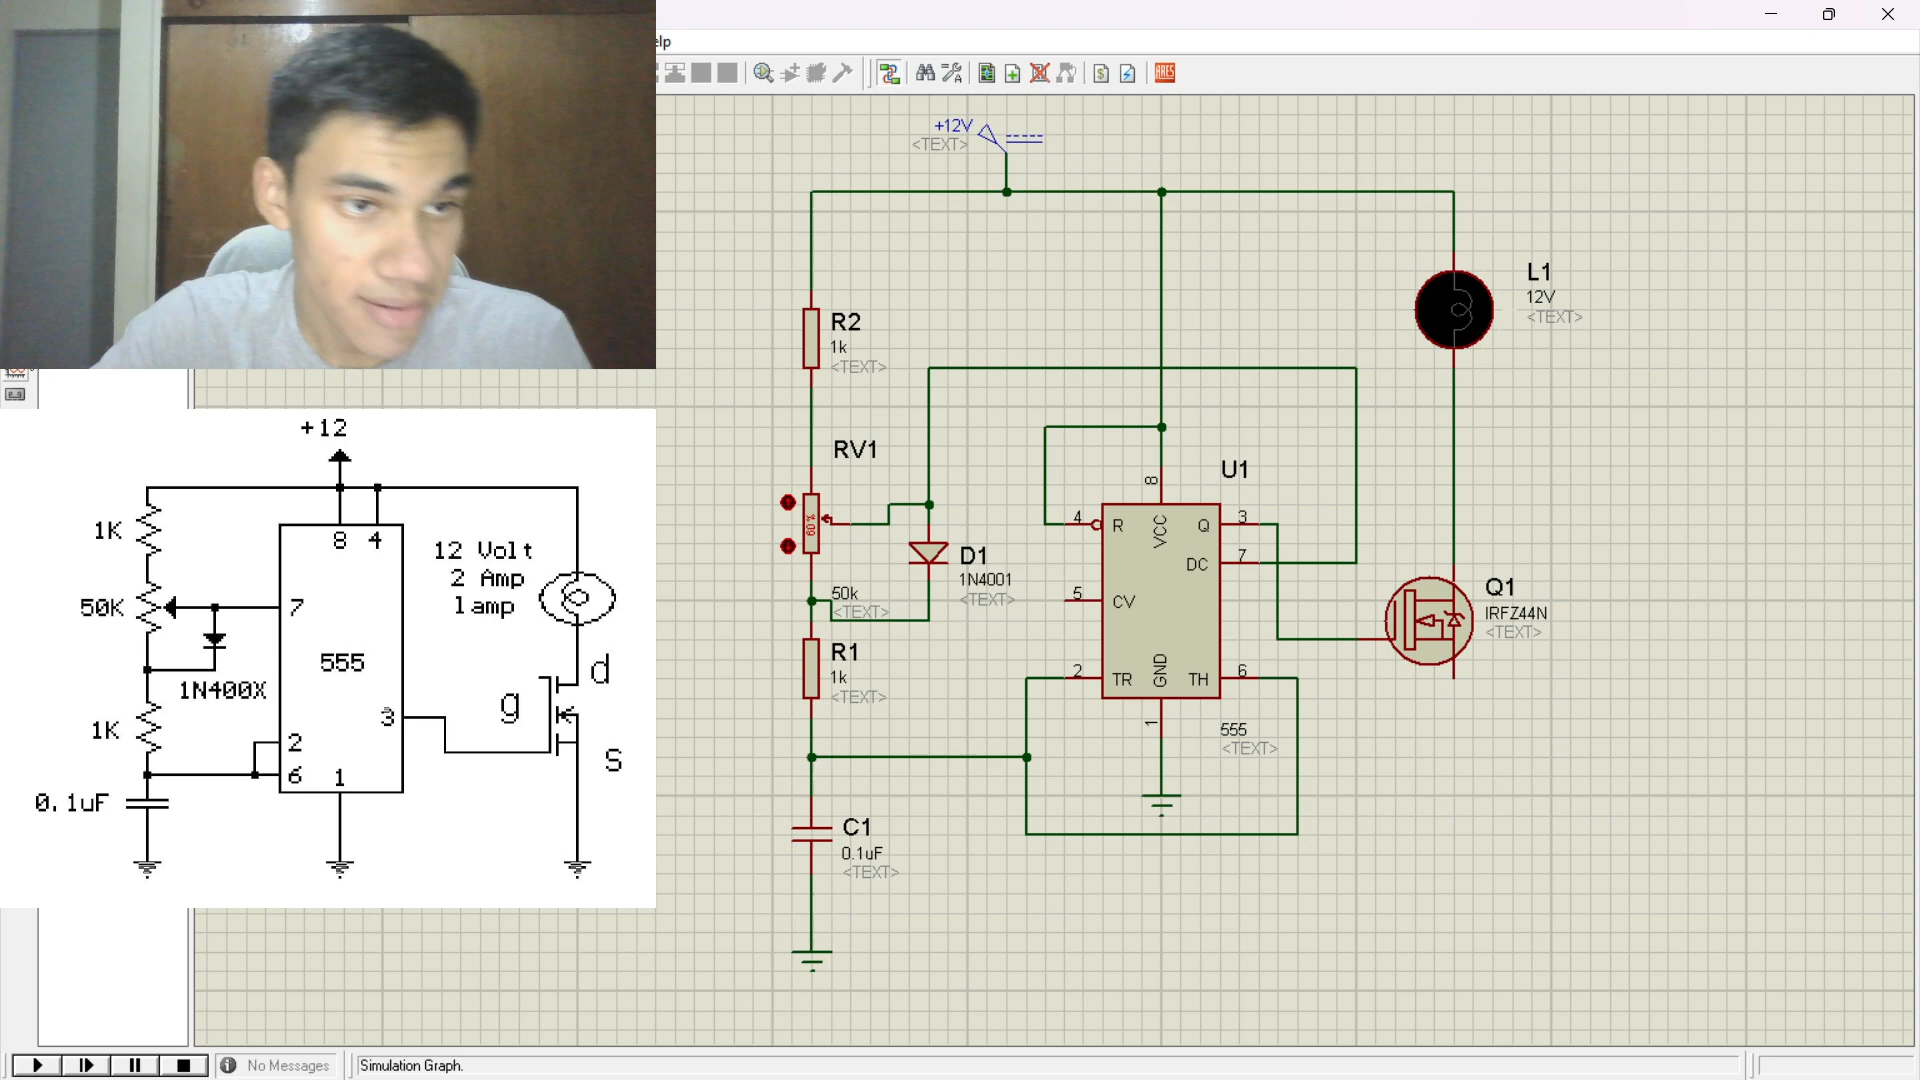 elp
ARES
+12V
<TEXT>
R2
1k
<TEXT>
L1
12V
<TEXT>
RV1
60%
50k
<TEXT>
D1
1N4001
<TEXT>
U1
8
4
R
VCC
Q
3
DC
7
5
CV
2
TR
GND
TH
6
1
555
<TEXT>
Q1
IRFZ44N
<TEXT>
R1
1k
<TEXT>
C1
0.1uF
<TEXT>
+12
1K
8 4
12 Volt
2 Amp
lamp
50K
7
555
1N400X
d
g
3
s
1K
2
6
1
0.1uF
No Messages
Simulation Graph.